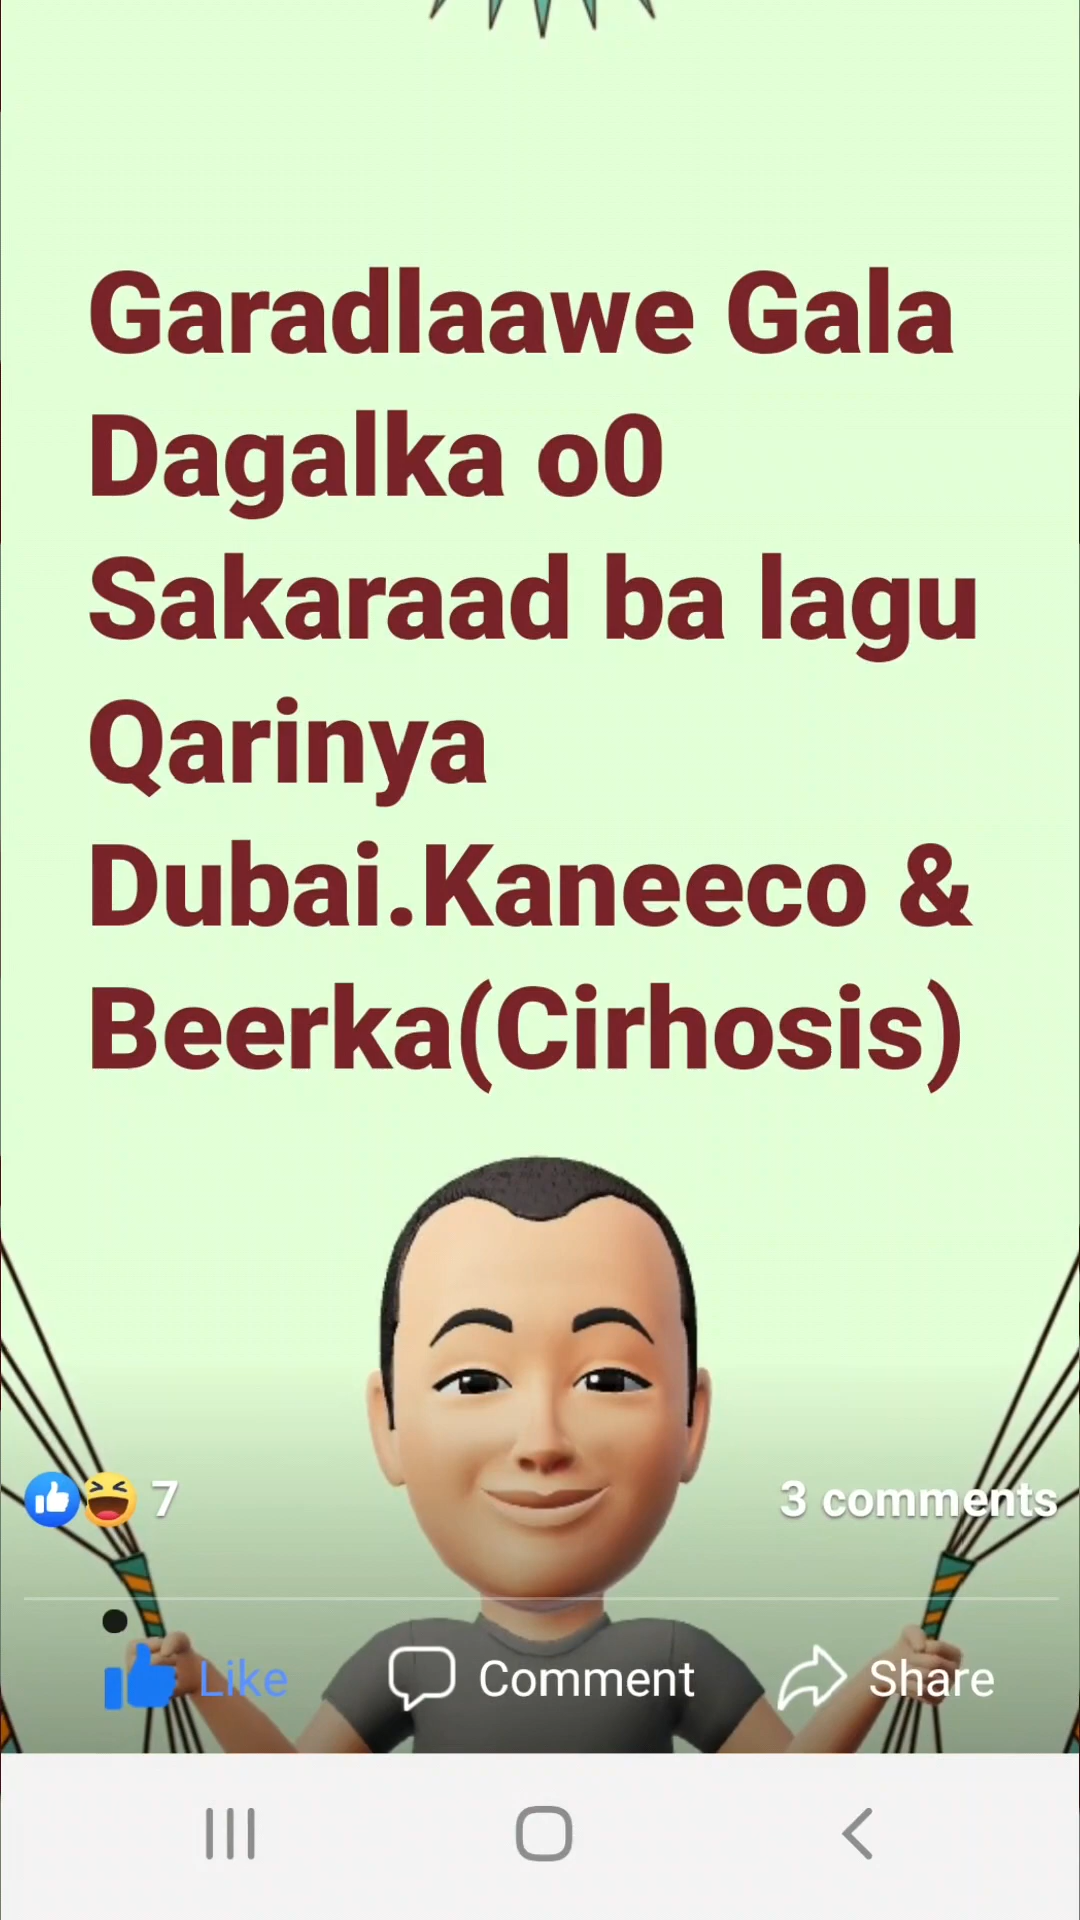 Garadlaawe Gala
Dagalka o0
Sakaraad ba lagu
Qarinya
Dubai.Kaneeco &
Beerka(Cirhosis)
7
3 comments
Like
Comment
Share